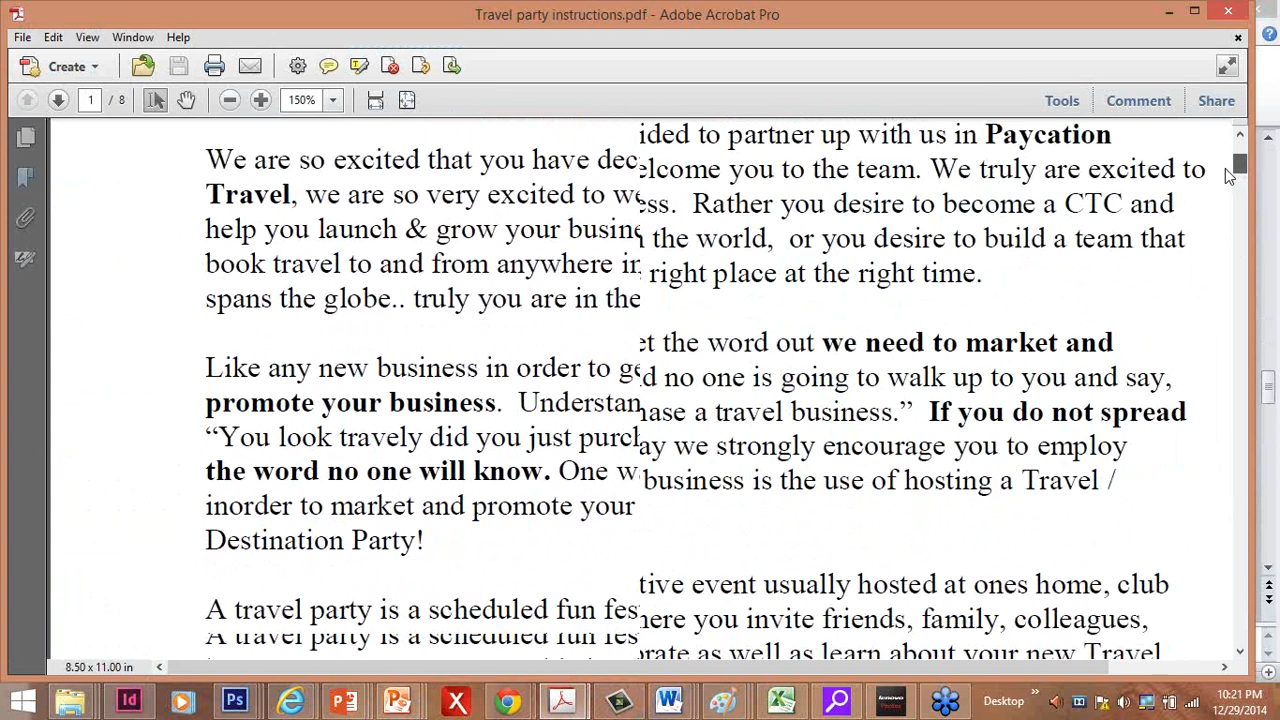 Travel party instructions.pdf - Adobe Acrobat Pro
File Edit View Window Help
Create
1 / 8 150% Tools Comment Share
We are so excited that you have dec ided to partner up with us in Paycation
Travel, we are so very excited to we elcome you to the team. We truly are excited to
help you launch & grow your busine ess. Rather you desire to become a CTC and
book travel to and from anywhere in the world, or you desire to build a team that
spans the globe.. truly you are in the right place at the right time.
Like any new business in order to ge et the word out we need to market and
promote your business. Understan d no one is going to walk up to you and say,
“You look travely did you just purch hase a travel business.” If you do not spread
the word no one will know. One w ay we strongly encourage you to employ
inorder to market and promote your business is the use of hosting a Travel /
Destination Party!
A travel party is a scheduled fun fes tive event usually hosted at ones home, club
A travel party is a scheduled fun fes here you invite friends, family, colleagues,
orate as well as learn about your new Travel
8.50 x 11.00 in
Desktop
10:21 PM
12/29/2014